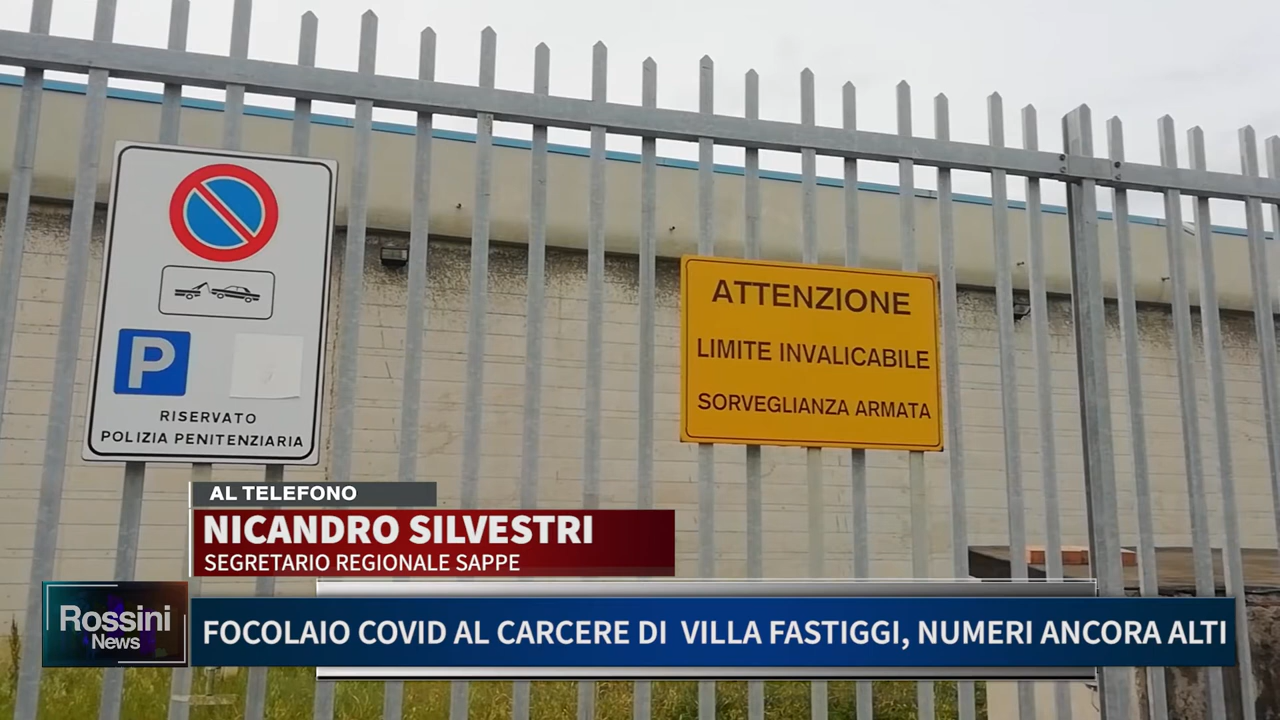 P
RISERVATO
POLIZIA PENITENZIARIA
ATTENZIONE
LIMITE INVALICABILE
SORVEGLIANZA ARMATA
AL TELEFONO
NICANDRO SILVESTRI
SEGRETARIO REGIONALE SAPPE
Rossini
News
FOCOLAIO COVID AL CARCERE DI  VILLA FASTIGGI, NUMERI ANCORA ALTI